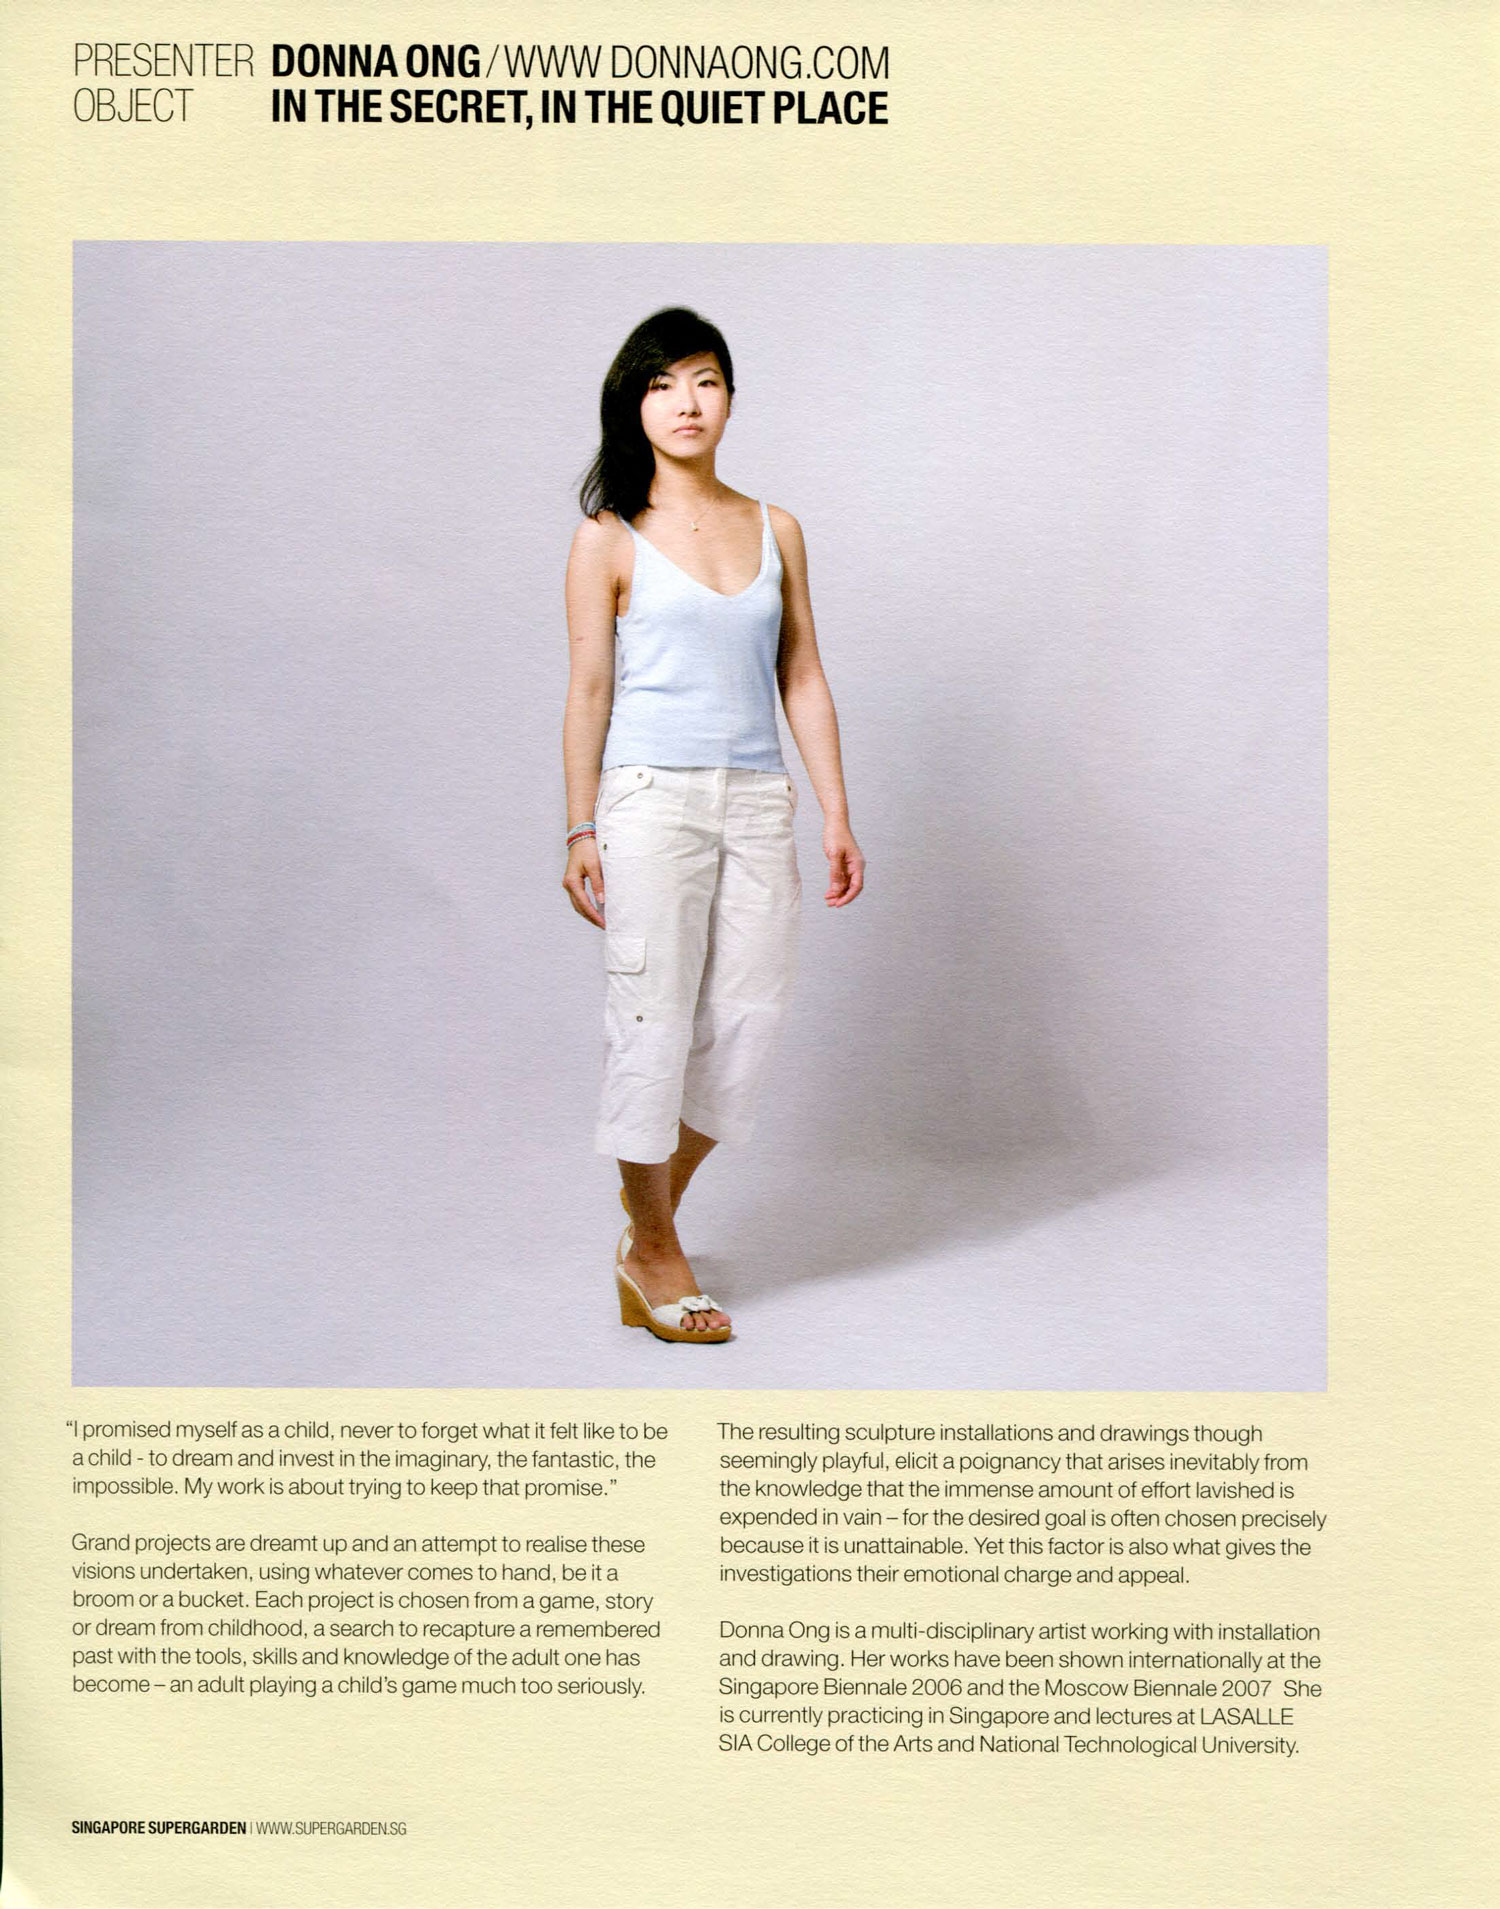 PRESENTER DONNA ONG / WWW DONNAONG.COM
OBJECT IN THE SECRET, IN THE QUIET PLACE
“I promised myself as a child, never to forget what it felt like to be
a child - to dream and invest in the imaginary, the fantastic, the
impossible. My work is about trying to keep that promise.”
Grand projects are dreamt up and an attempt to realise these
visions undertaken, using whatever comes to hand, be it a
broom or a bucket. Each project is chosen from a game, story
or dream from childhood, a search to recapture a remembered
past with the tools, skills and knowledge of the adult one has
become – an adult playing a child’s game much too seriously.
The resulting sculpture installations and drawings though
seemingly playful, elicit a poignancy that arises inevitably from
the knowledge that the immense amount of effort lavished is
expended in vain – for the desired goal is often chosen precisely
because it is unattainable. Yet this factor is also what gives the
investigations their emotional charge and appeal.
Donna Ong is a multi-disciplinary artist working with installation
and drawing. Her works have been shown internationally at the
Singapore Biennale 2006 and the Moscow Biennale 2007 She
is currently practicing in Singapore and lectures at LASALLE
SIA College of the Arts and National Technological University.
SINGAPORE SUPERGARDEN | WWW.SUPERGARDEN.SG